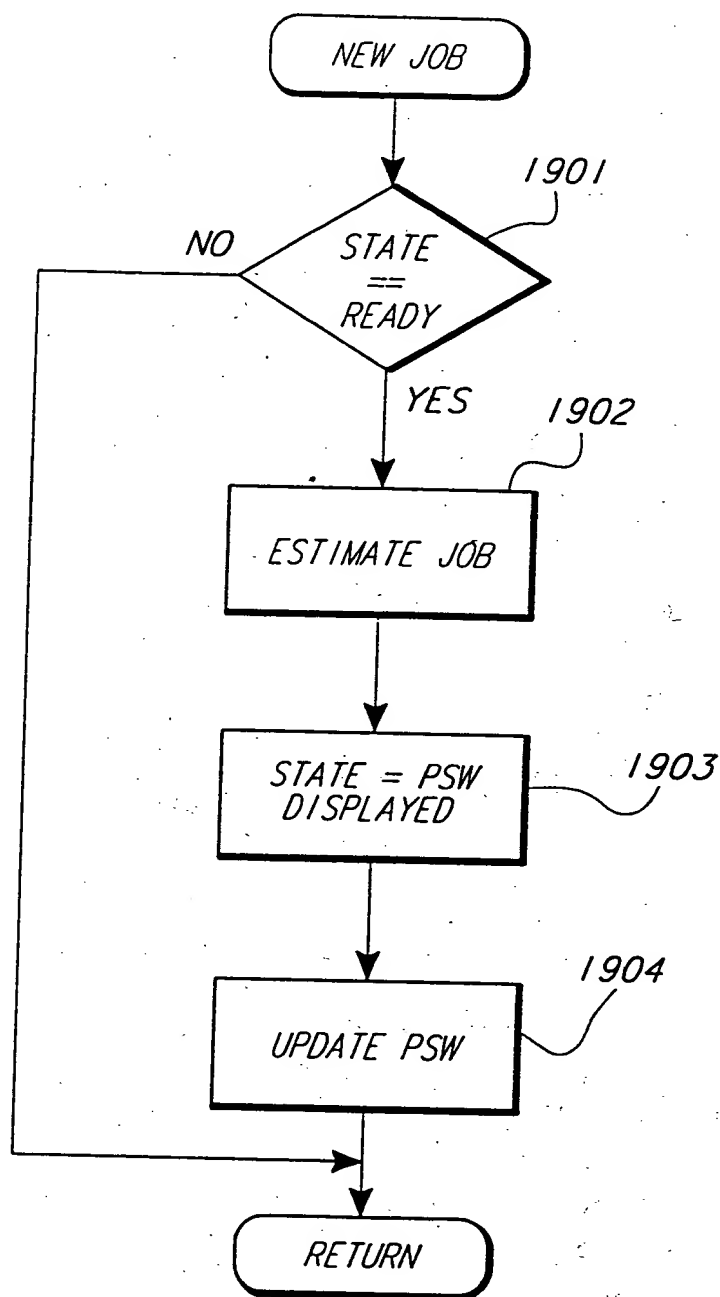 NEW JOB
1901
NO
STATE
==
READY
YES
1902
ESTIMATE JOB
1903
STATE = PSW
DISPLAYED
1904
UPDATE PSW
RETURN